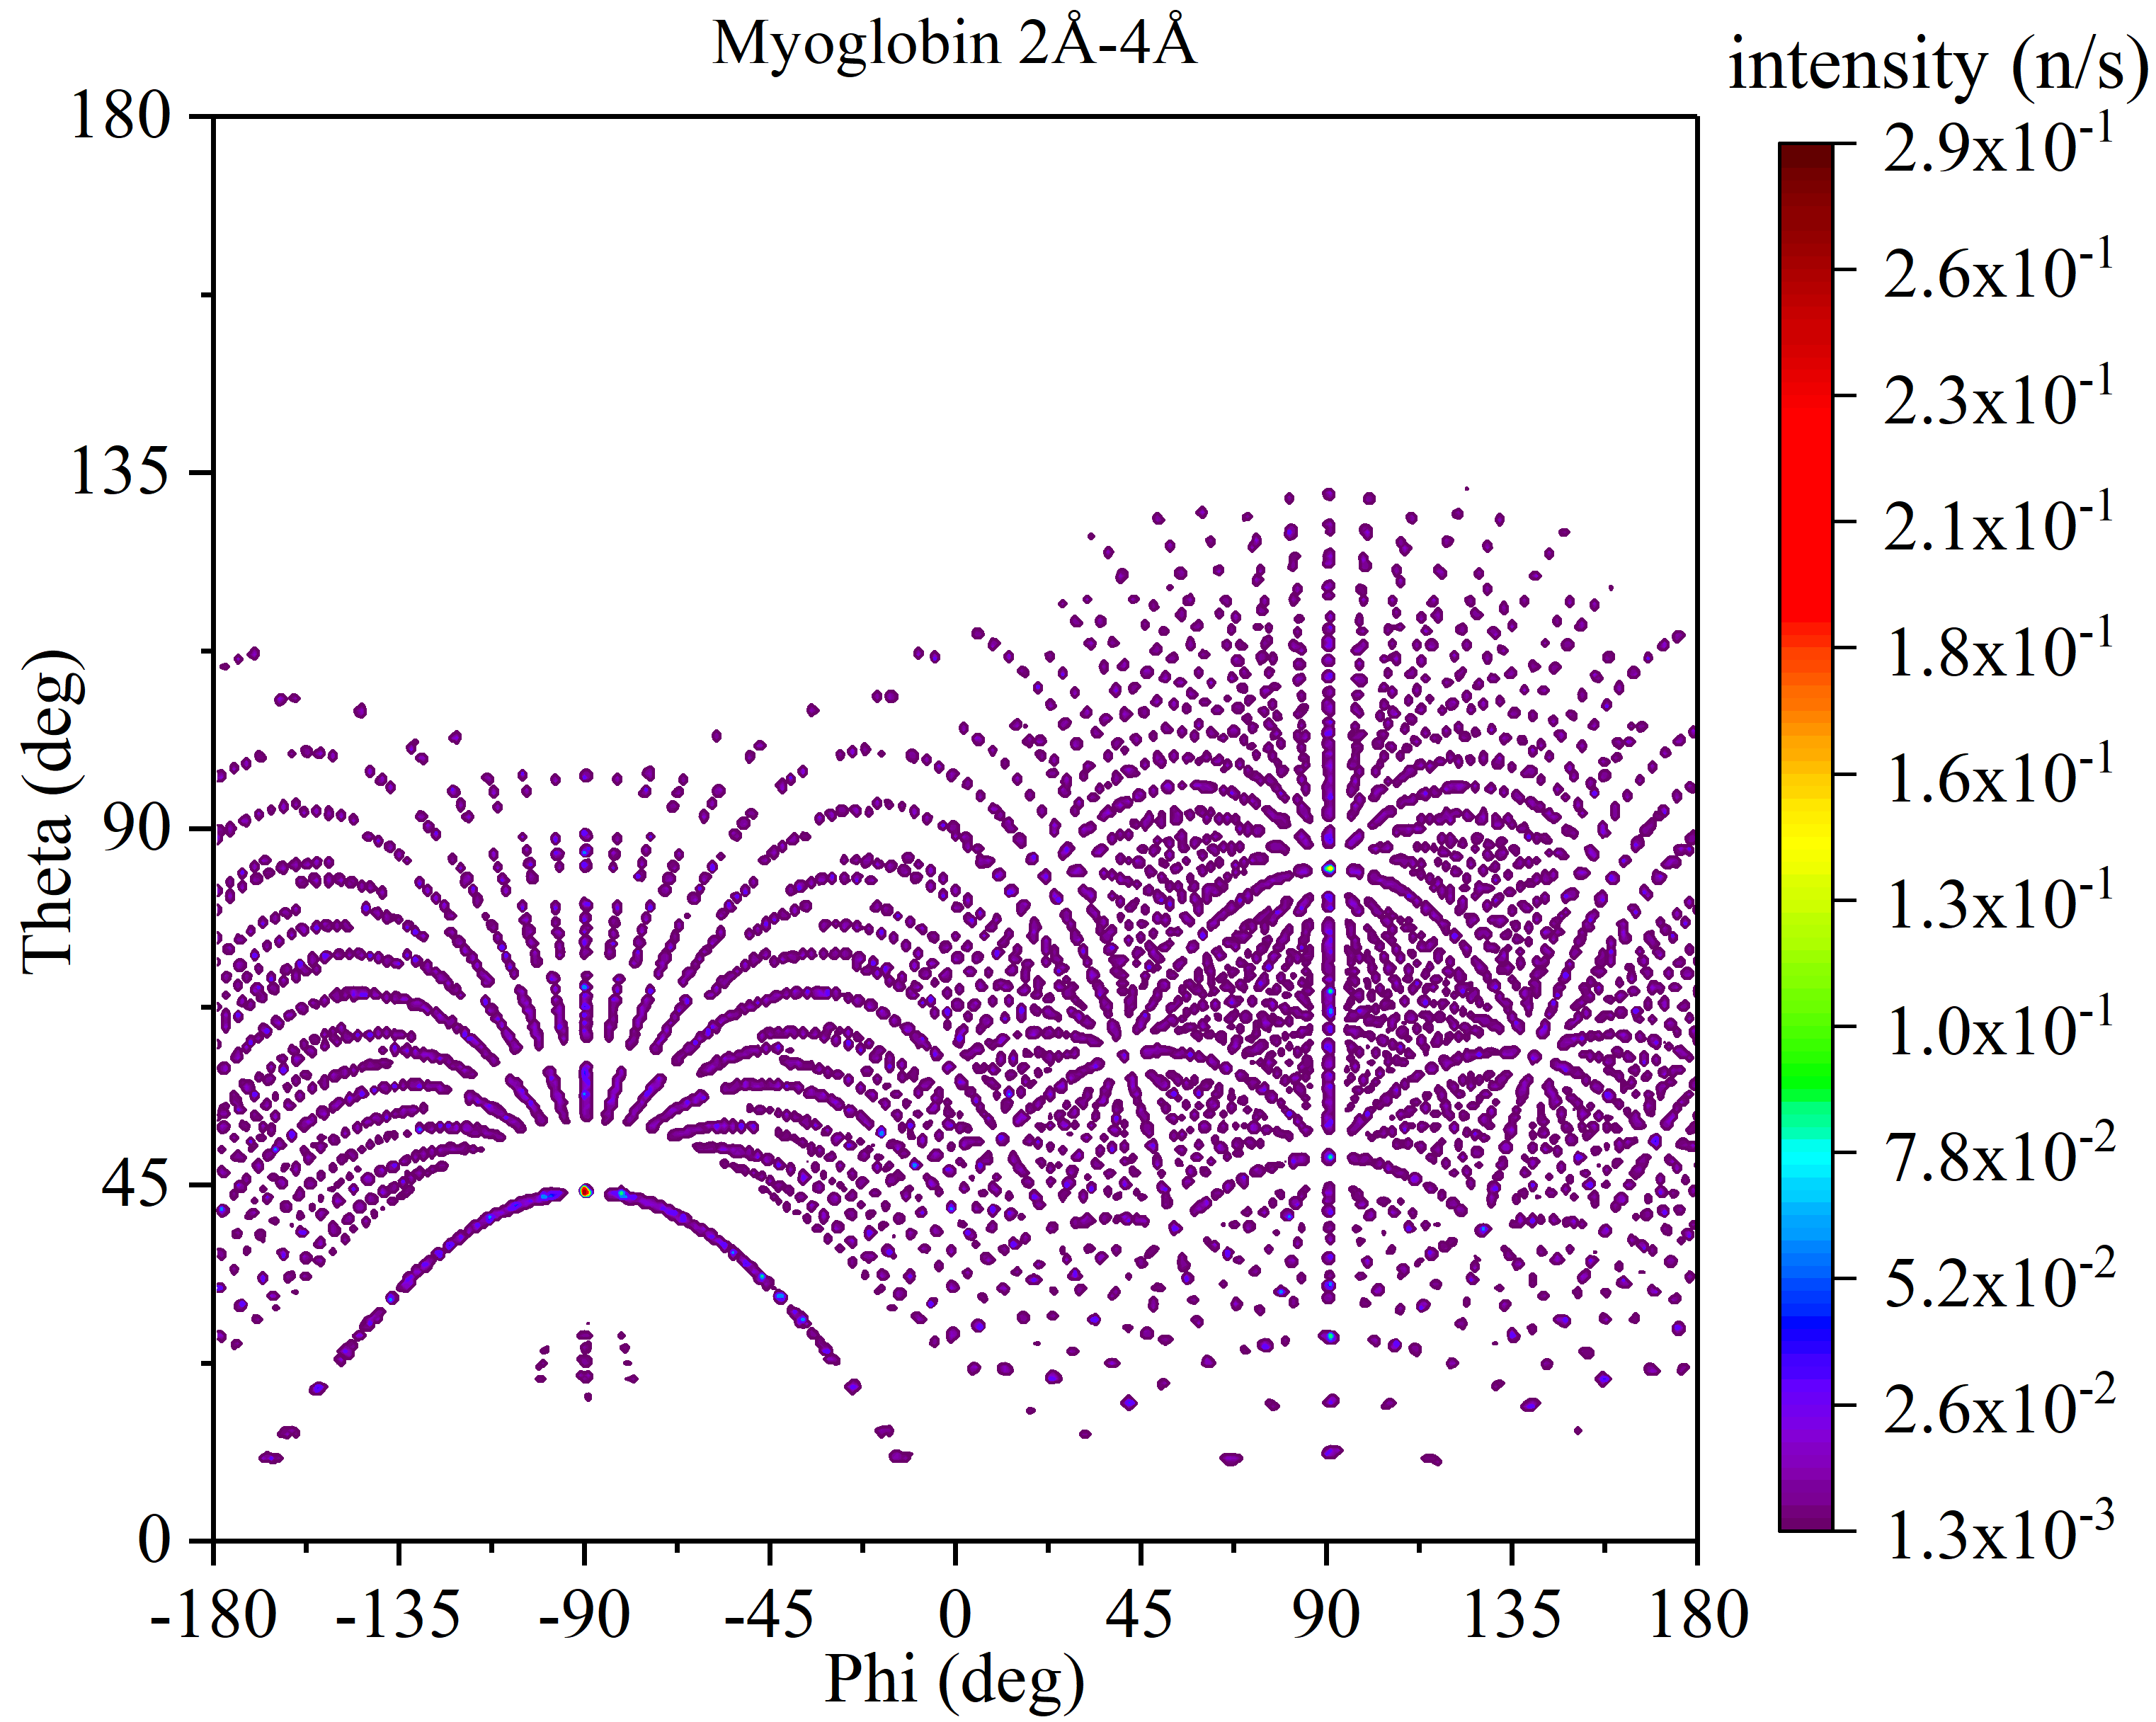 Myoglobin 2Å-4Å
intensity (n/s)
180
135
90
45
0
Theta (deg)
-180 -135 -90 -45 0 45 90 135 180
Phi (deg)
2.9x10⁻¹
2.6x10⁻¹
2.3x10⁻¹
2.1x10⁻¹
1.8x10⁻¹
1.6x10⁻¹
1.3x10⁻¹
1.0x10⁻¹
7.8x10⁻²
5.2x10⁻²
2.6x10⁻²
1.3x10⁻³